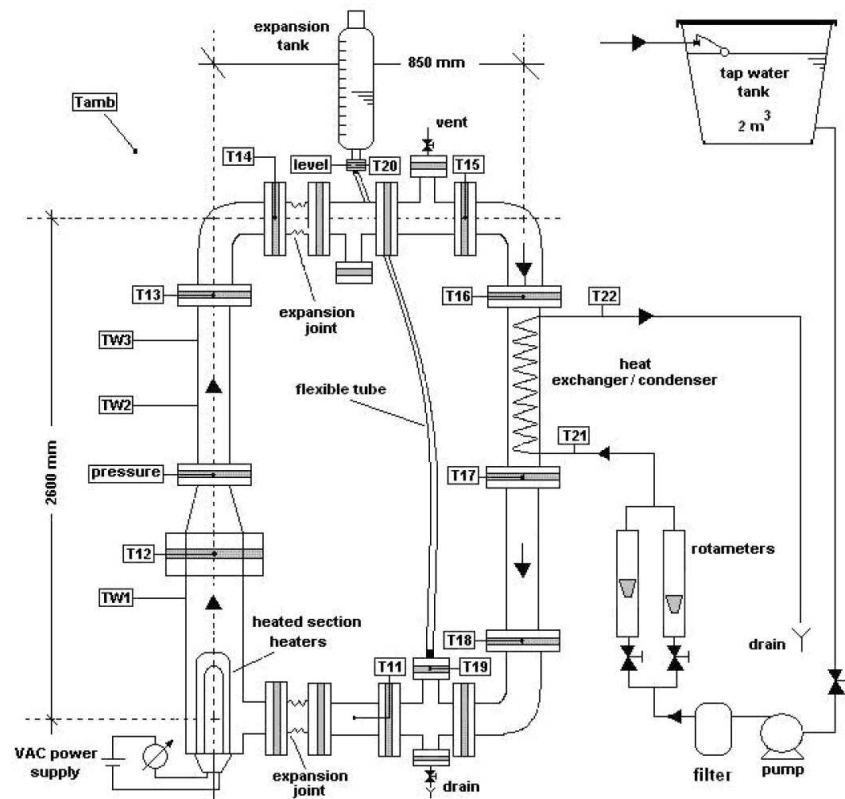 expansion
tank
850 mm
tap water
tank
2 m³
Tamb
vent
T14
level
T20
T15
T13
expansion
joint
T16
T22
TW3
heat
exchanger / condenser
TW2
flexible tube
T21
pressure
T17
2600 mm
rotameters
T12
TW1
heated section
heaters
T18
drain
T11
T19
VAC power
supply
expansion
joint
drain
filter
pump